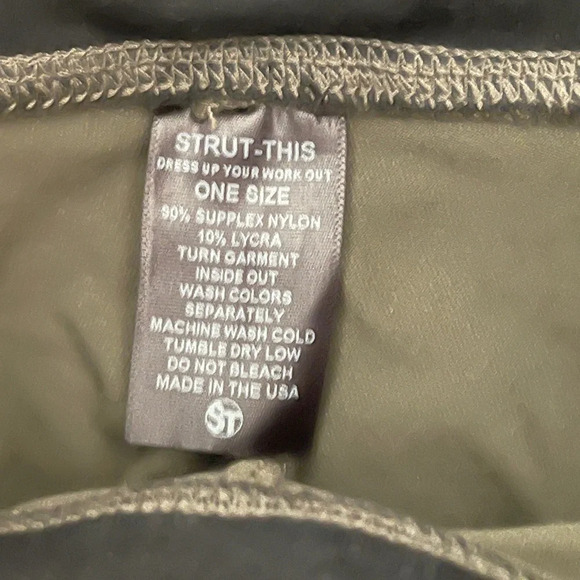 STRUT-THIS
DRESS UP YOUR WORK OUT
ONE SIZE
90% SUPPLEX NYLON
10% LYCRA
TURN GARMENT
INSIDE OUT
WASH COLORS
SEPARATELY
MACHINE WASH COLD
TUMBLE DRY LOW
DO NOT BLEACH
MADE IN THE USA
ST